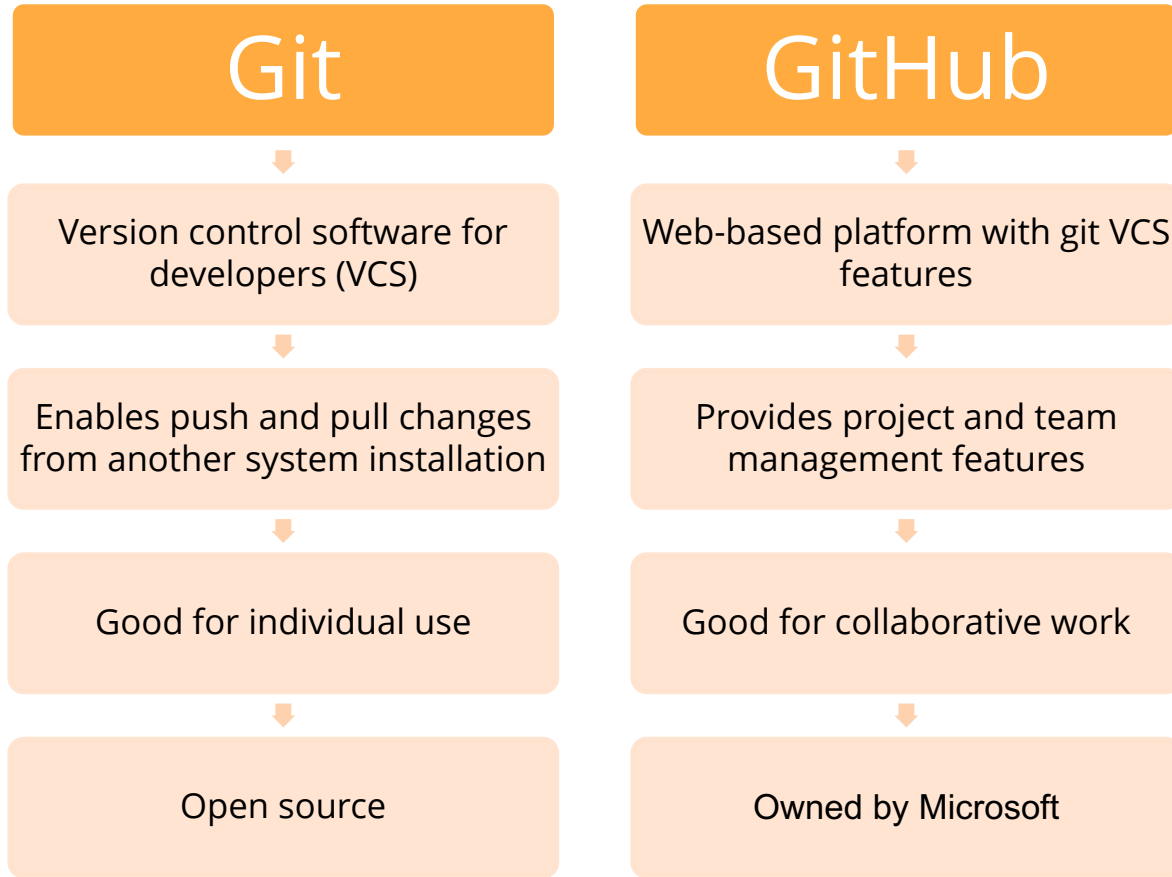 Git
Version control software for
developers (VCS)
Enables push and pull changes
from another system installation
Good for individual use
Open source
GitHub
Web-based platform with git VCS
features
Provides project and team
management features
Good for collaborative work
Owned by Microsoft